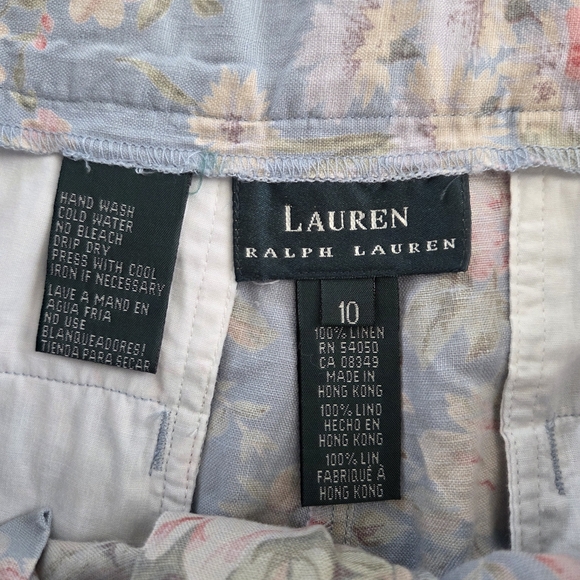 HAND WASH
COLD WATER
NO BLEACH
DRIP DRY
PRESS WITH COOL
IRON IF NECESSARY
LAVE A MAND EN
AGUA FRIA
NO USE
BLANQUEADORES!
TIENDA PARA SECAR
LAUREN
RALPH LAUREN
10
100% LINEN
RN 54050
CA 08349
MADE IN
HONG KONG
100% LINO
HECHO EN
HONG KONG
100% LIN
FABRIQUÉ À
HONG KONG